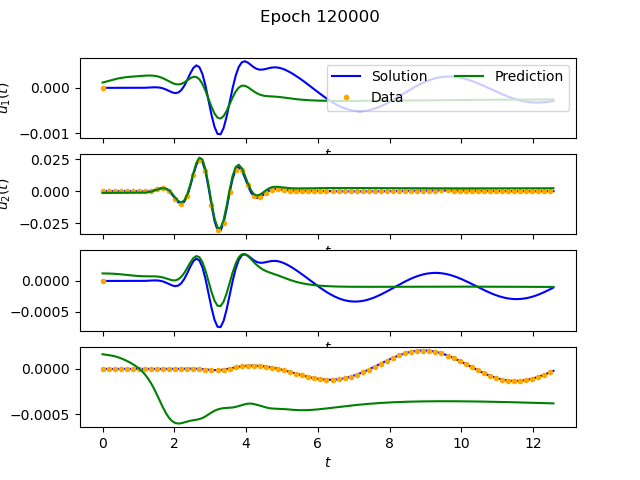 Epoch 120000
0.000
−0.001
u₁(t)
Solution
Data
Prediction
t
0.025
0.000
−0.025
u₂(t)
t
0.0000
−0.0005
t
0.0000
−0.0005
0 2 4 6 8 10 12
t